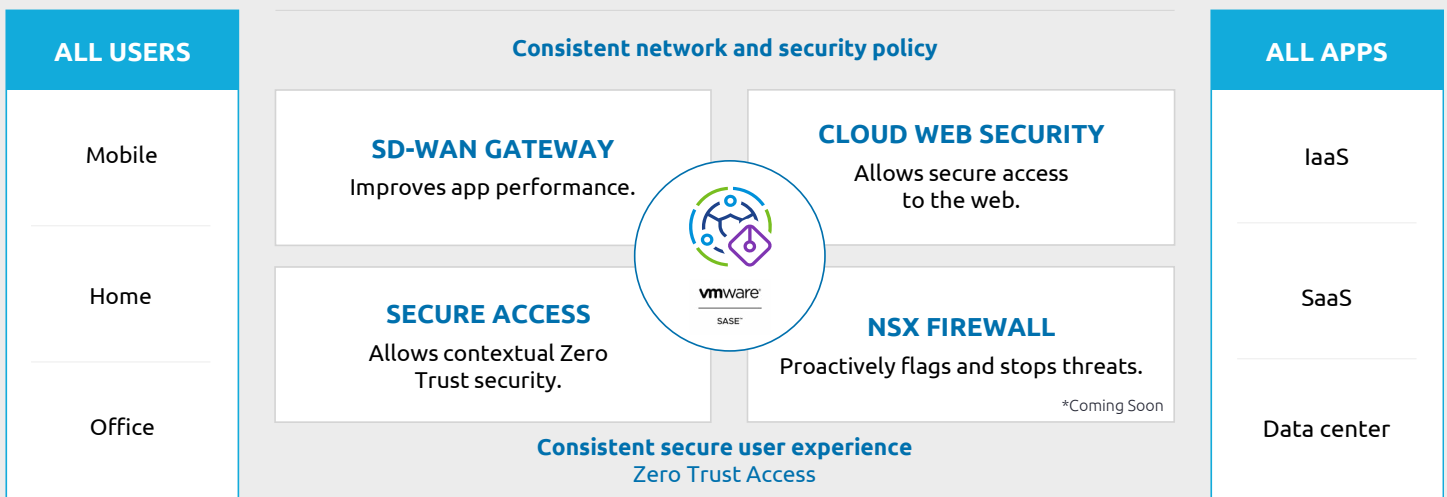 ALL USERS
Mobile
Home
Office
Consistent network and security policy
SD-WAN GATEWAY
Improves app performance.
CLOUD WEB SECURITY
Allows secure access
to the web.
vmware®
SASE™
SECURE ACCESS
Allows contextual Zero
Trust security.
NSX FIREWALL
Proactively flags and stops threats.
*Coming Soon
Consistent secure user experience
Zero Trust Access
ALL APPS
IaaS
SaaS
Data center